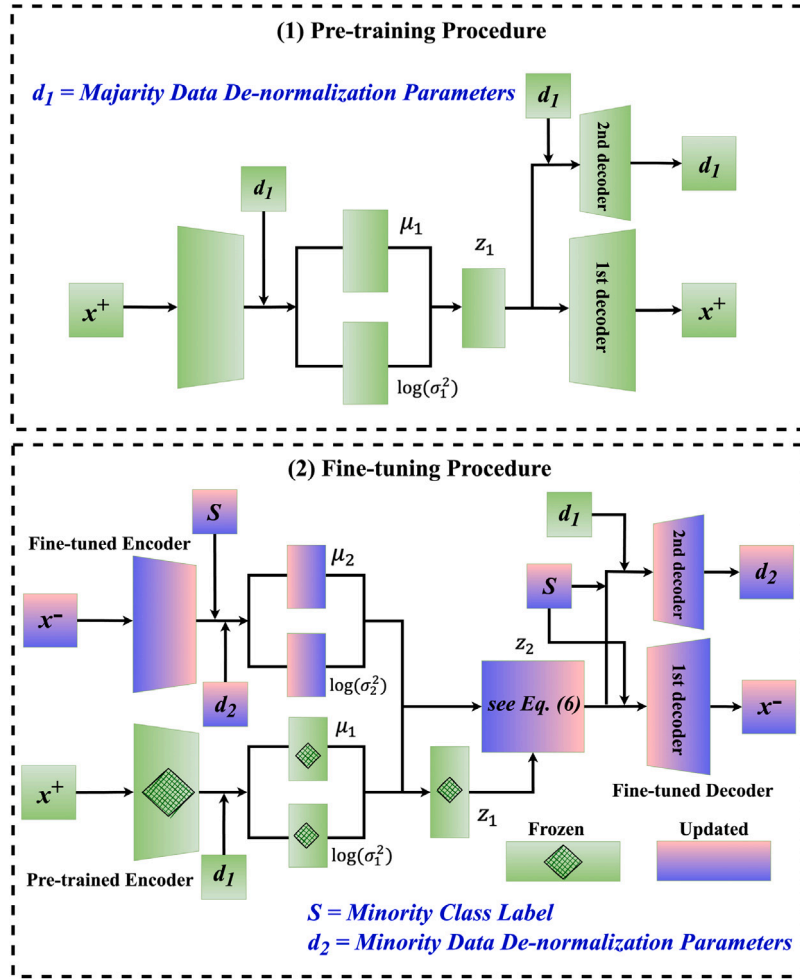 (1) Pre-training Procedure
d₁ = Majarity Data De-normalization Parameters
d₁
2nd decoder
d₁
d₁
μ₁
z₁
1st decoder
x⁺
x⁺
log(σ₁²)
(2) Fine-tuning Procedure
S
d₁
Fine-tuned Encoder
μ₂
2nd decoder
d₂
S
x⁻
z₂
d₂
log(σ₂²)
see Eq. (6)
1st decoder
x⁻
μ₁
x⁺
z₁
Fine-tuned Decoder
log(σ₁²)
Frozen
Updated
d₁
Pre-trained Encoder
S = Minority Class Label
d₂ = Minority Data De-normalization Parameters